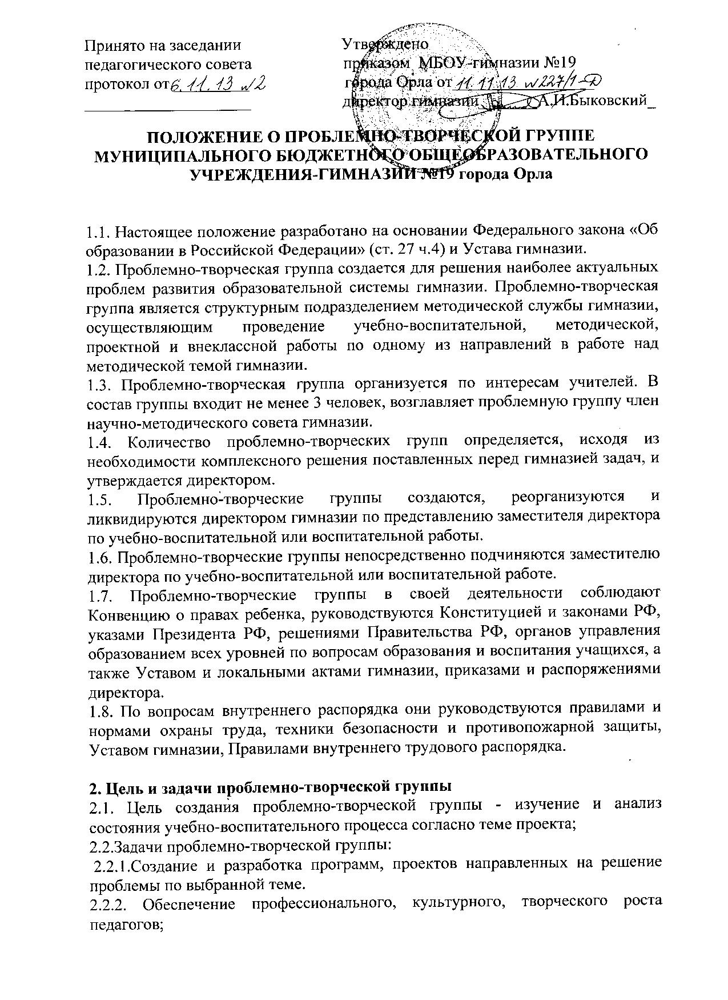 Принято на заседании
педагогического совета
протокол от 6.11.13 №2
Утверждено
приказом МБОУ-гимназии №19
города Орла от 11.11.13 №227/1-Ф
директор гимназии А.И.Быковский_
ПОЛОЖЕНИЕ О ПРОБЛЕМНО-ТВОРЧЕСКОЙ ГРУППЕ
МУНИЦИПАЛЬНОГО БЮДЖЕТНОГО ОБЩЕОБРАЗОВАТЕЛЬНОГО
УЧРЕЖДЕНИЯ-ГИМНАЗИИ №19 города Орла
1.1. Настоящее положение разработано на основании Федерального закона «Об
образовании в Российской Федерации» (ст. 27 ч.4) и Устава гимназии.
1.2. Проблемно-творческая группа создается для решения наиболее актуальных
проблем развития образовательной системы гимназии. Проблемно-творческая
группа является структурным подразделением методической службы гимназии,
осуществляющим проведение учебно-воспитательной, методической,
проектной и внеклассной работы по одному из направлений в работе над
методической темой гимназии.
1.3. Проблемно-творческая группа организуется по интересам учителей. В
состав группы входит не менее 3 человек, возглавляет проблемную группу член
научно-методического совета гимназии.
1.4. Количество проблемно-творческих групп определяется, исходя из
необходимости комплексного решения поставленных перед гимназией задач, и
утверждается директором.
1.5. Проблемно-творческие группы создаются, реорганизуются и
ликвидируются директором гимназии по представлению заместителя директора
по учебно-воспитательной или воспитательной работы.
1.6. Проблемно-творческие группы непосредственно подчиняются заместителю
директора по учебно-воспитательной или воспитательной работе.
1.7. Проблемно-творческие группы в своей деятельности соблюдают
Конвенцию о правах ребенка, руководствуются Конституцией и законами РФ,
указами Президента РФ, решениями Правительства РФ, органов управления
образованием всех уровней по вопросам образования и воспитания учащихся, а
также Уставом и локальными актами гимназии, приказами и распоряжениями
директора.
1.8. По вопросам внутреннего распорядка они руководствуются правилами и
нормами охраны труда, техники безопасности и противопожарной защиты,
Уставом гимназии, Правилами внутреннего трудового распорядка.
2. Цель и задачи проблемно-творческой группы
2.1. Цель создания проблемно-творческой группы - изучение и анализ
состояния учебно-воспитательного процесса согласно теме проекта;
2.2.Задачи проблемно-творческой группы:
2.2.1.Создание и разработка программ, проектов направленных на решение
проблемы по выбранной теме.
2.2.2. Обеспечение профессионального, культурного, творческого роста
педагогов;